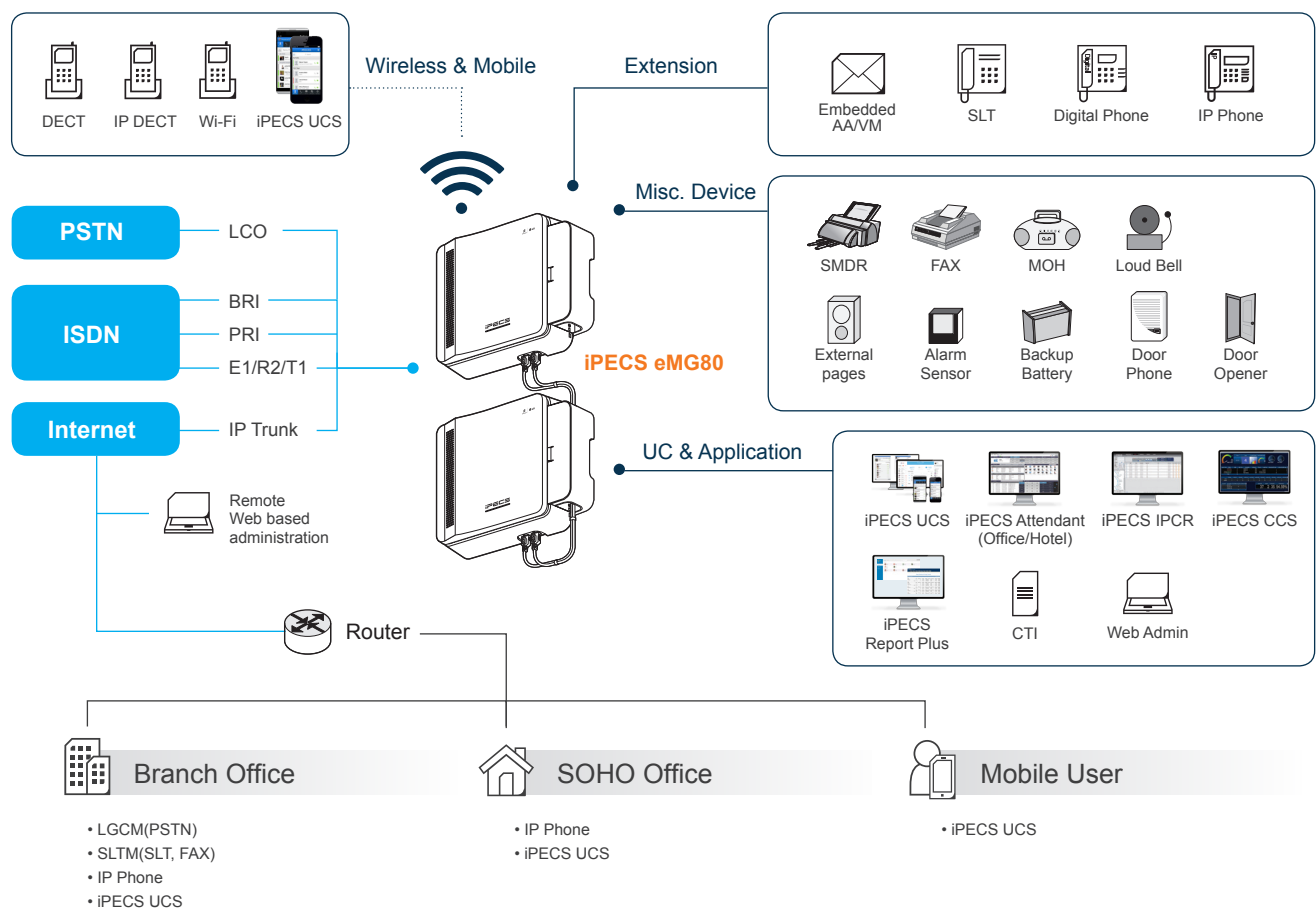 DECT
IP DECT
Wi-Fi
iPECS UCS
Wireless & Mobile
Extension
Embedded
AA/VM
SLT
Digital
Digital Phone
IP
IP Phone
Misc. Device
SMDR
FAX
MOH
Loud Bell
External
pages
Alarm
Sensor
Backup
Battery
Door
Phone
Door
Opener
PSTN
LCO
ISDN
BRI
PRI
E1/R2/T1
Internet
IP Trunk
iPECS
iPECS eMG80
iPECS
Remote
Web based
administration
UC & Application
iPECS UCS
iPECS Attendant
(Office/Hotel)
iPECS IPCR
iPECS CCS
iPECS
Report Plus
CTI
Web Admin
Router
Branch Office
• LGCM(PSTN)
• SLTM(SLT, FAX)
• IP Phone
• iPECS UCS
SOHO Office
• IP Phone
• iPECS UCS
Mobile User
• iPECS UCS